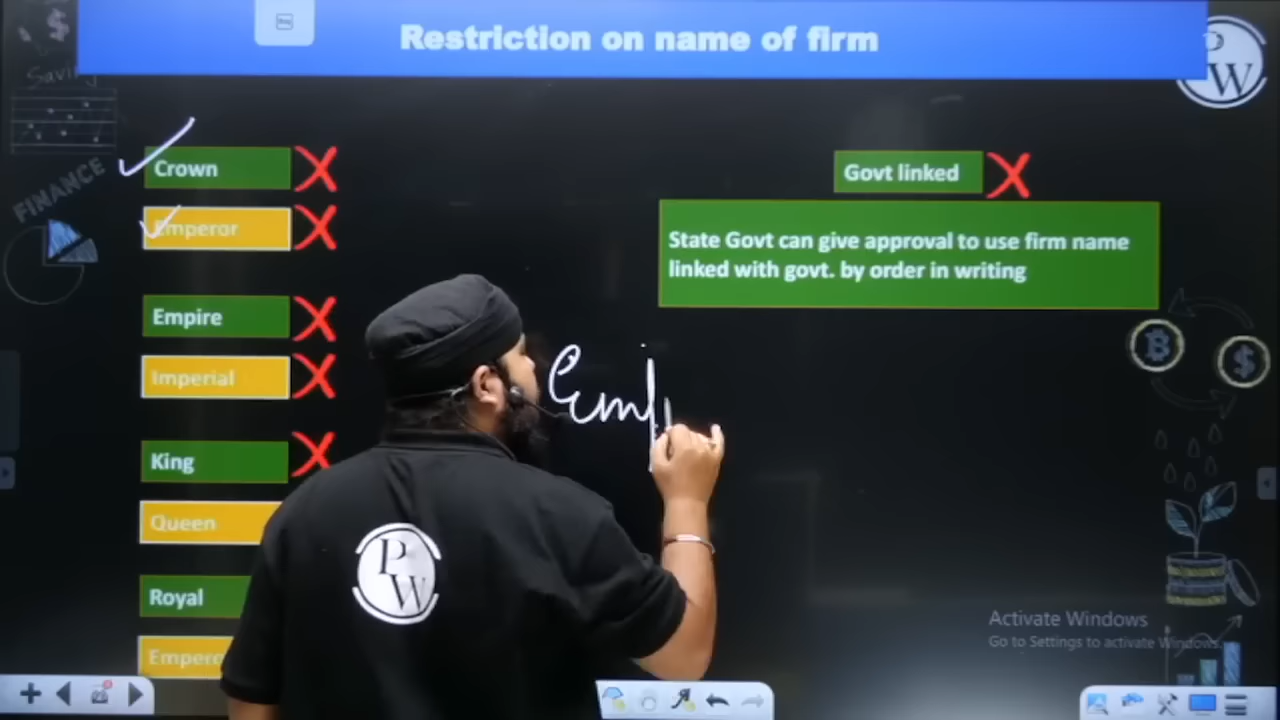 Restriction on name of firm
Saving
FINANCE
P
W
Crown
Emperor
Empire
Imperial
King
Queen
Royal
Govt linked
State Govt can give approval to use firm name
linked with govt. by order in writing
P
W
Activate Windows
Go to Settings to activate Windows.